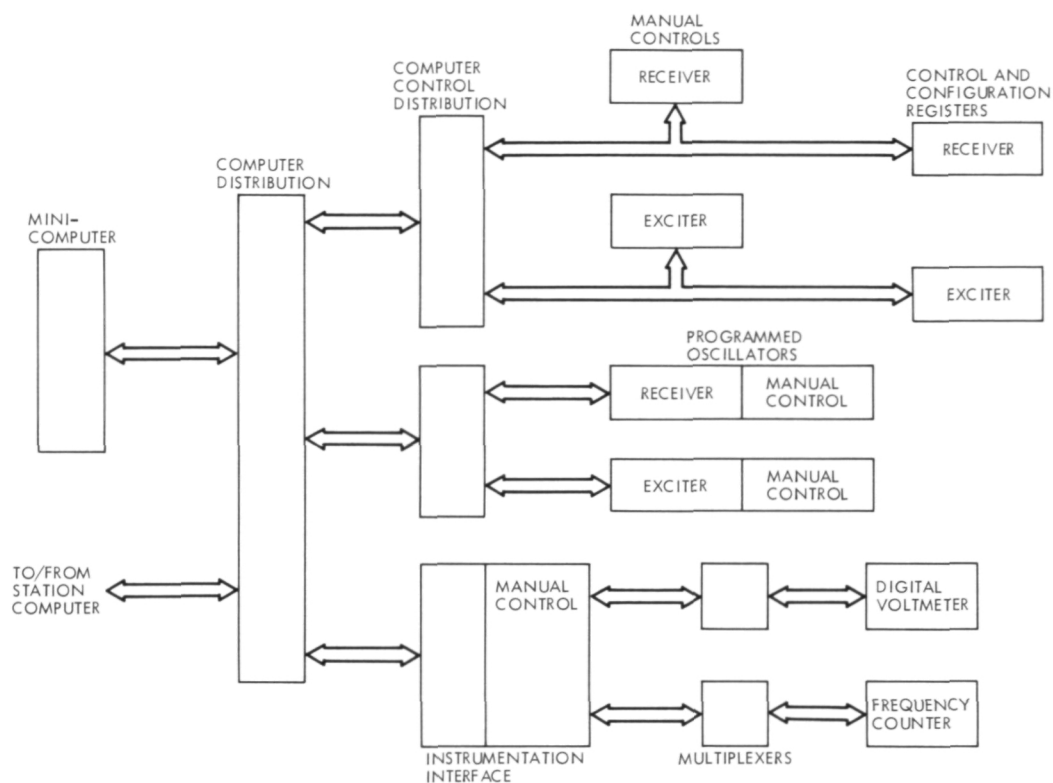 MANUAL
CONTROLS
RECEIVER
COMPUTER
CONTROL
DISTRIBUTION
CONTROL AND
CONFIGURATION
REGISTERS
RECEIVER
COMPUTER
DISTRIBUTION
MINI-
COMPUTER
EXCITER
EXCITER
PROGRAMMED
OSCILLATORS
RECEIVER
MANUAL
CONTROL
EXCITER
MANUAL
CONTROL
TO/FROM
STATION
COMPUTER
MANUAL
CONTROL
DIGITAL
VOLTMETER
FREQUENCY
COUNTER
INSTRUMENTATION
INTERFACE
MULTIPLEXERS